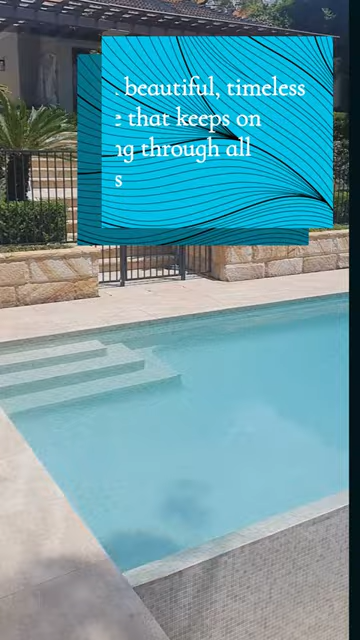 . beautiful, timeless
that keeps on
through all